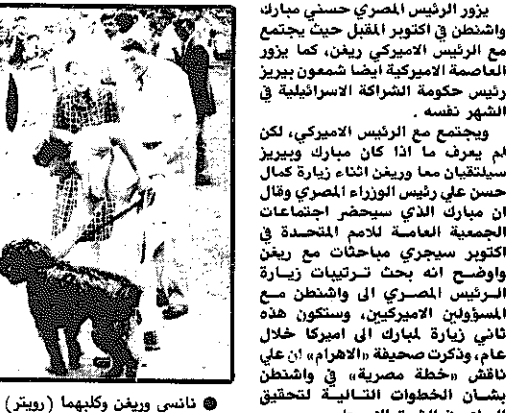 يزور الرئيس المصري حسني مبارك
واشنطن في اكتوبر المقبل حيث يجتمع
مع الرئيس الاميركي ريغن، كما يزور
العاصمة الاميركية ايضا شمعون بيريز
رئيس حكومة الشراكة الاسرائيلية في
الشهر نفسه .
ويجتمع مع الرئيس الاميركي، لكن
لم يعرف ما اذا كان مبارك وبيريز
سيلتقيان معا وريغن اثناء زيارة كمال
حسن علي رئيس الوزراء المصري وقال
ان مبارك الذي سيحضر اجتماعات
الجمعية العامة للامم المتحدة في
اكتوبر سيجري مباحثات مع ريغن
واوضح انه بحث ترتيبات زيارة
الرئيس المصري الى واشنطن مع
المسؤولين الاميركيين، وستكون هذه
ثاني زيارة لمبارك الى اميركا خلال
عام، وذكرت صحيفة «الاهرام» ان علي
ناقش «خطة مصرية» في واشنطن
بشأن الخطوات التالية لتحقيق
نانسي وريغن وكلبهما (رويتر)